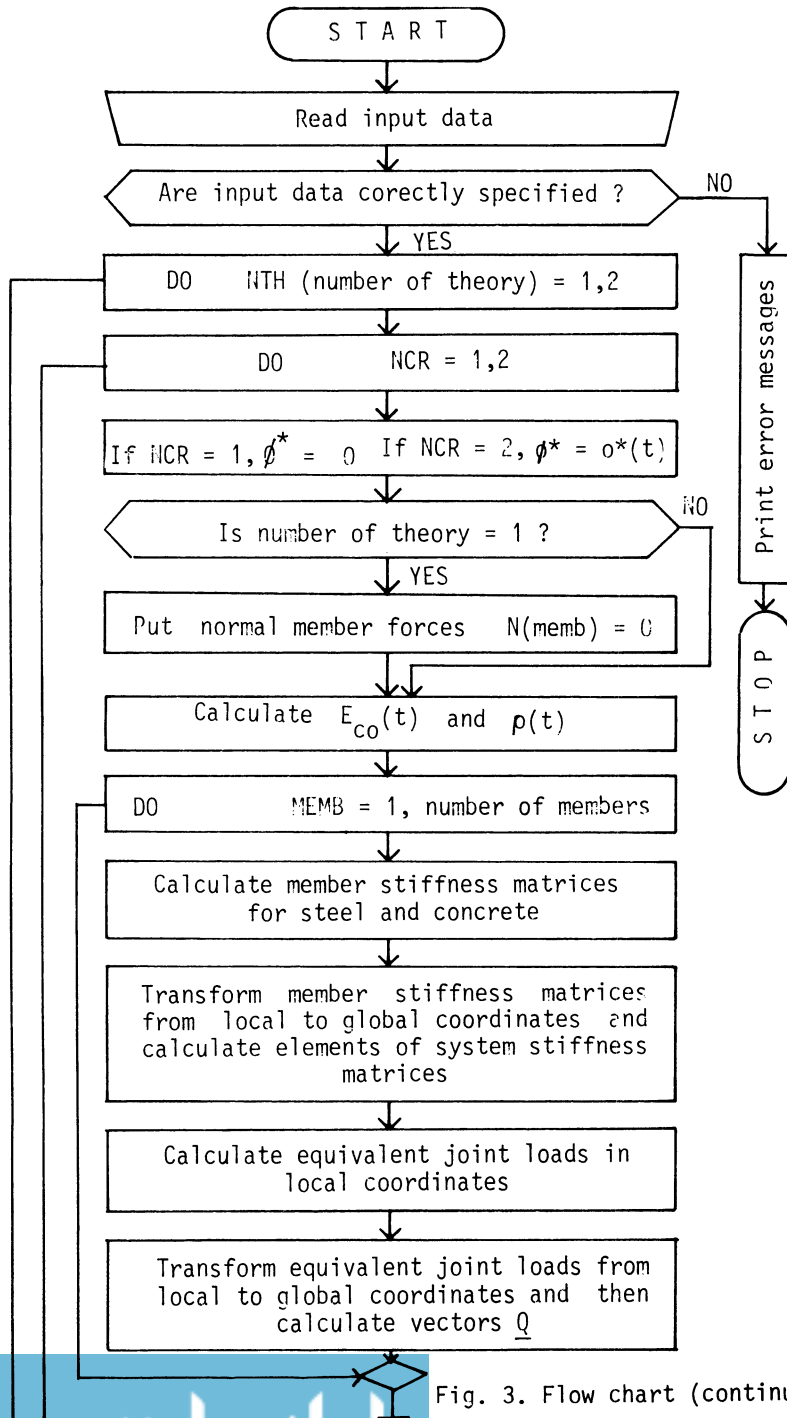 S T A R T
Read input data
Are input data corectly specified ?
NO
YES
DO NTH (number of theory) = 1,2
DO NCR = 1,2
If NCR = 1, ϕ* = 0 If NCR = 2, ϕ* = o*(t)
Is number of theory = 1 ?
NO
YES
Put normal member forces N(memb) = 0
Calculate E_co(t) and ρ(t)
DO MEMB = 1, number of members
Calculate member stiffness matrices
for steel and concrete
Transform member stiffness matrices
from local to global coordinates and
calculate elements of system stiffness
matrices
Calculate equivalent joint loads in
local coordinates
Transform equivalent joint loads from
local to global coordinates and then
calculate vectors Q
Print error messages
S T O P
Fig. 3. Flow chart (continu